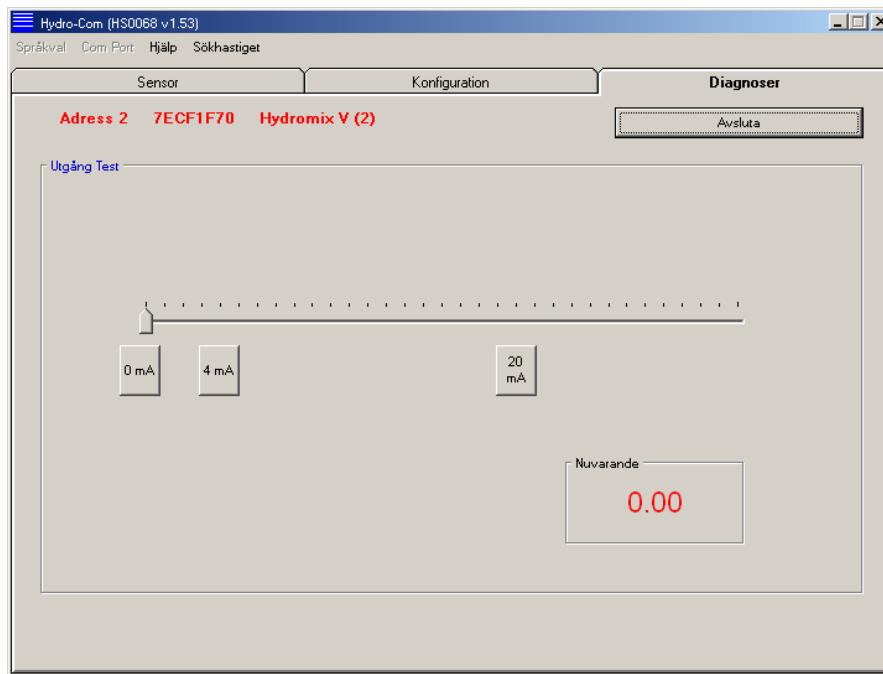 Hydro-Com (HS0068 v1.53)
Språkval Com Port Hjälp Sökhastiget
Sensor Konfiguration Diagnoser
Adress 2 7ECF1F70 Hydromix V (2)
Avsluta
Utgång Test
0 mA 4 mA 20 mA
Nuvarande
0.00